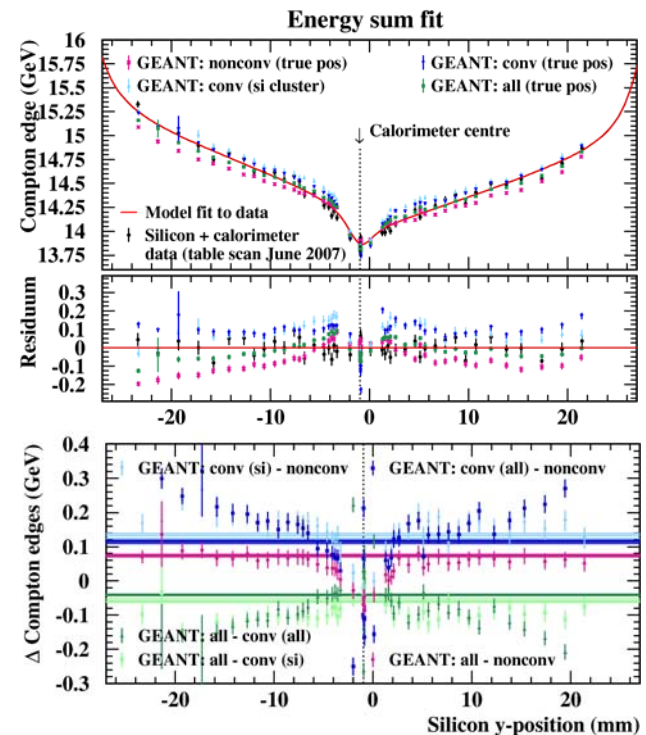 Energy sum fit
Compton edge (GeV)
16
15.75
15.5
15.25
15
14.75
14.5
14.25
14
13.75
GEANT: nonconv (true pos)
GEANT: conv (true pos)
GEANT: conv (si cluster)
GEANT: all (true pos)
Calorimeter centre
Model fit to data
Silicon + calorimeter
data (table scan June 2007)
Residuum
0.3
0.2
0.1
0
-0.1
-0.2
-20
-10
0
10
20
Δ Compton edges (GeV)
0.4
0.3
0.2
0.1
0
-0.1
-0.2
-0.3
GEANT: conv (si) - nonconv
GEANT: conv (all) - nonconv
GEANT: all - conv (all)
GEANT: all - conv (si)
GEANT: all - nonconv
-20
-10
0
10
20
Silicon y-position (mm)